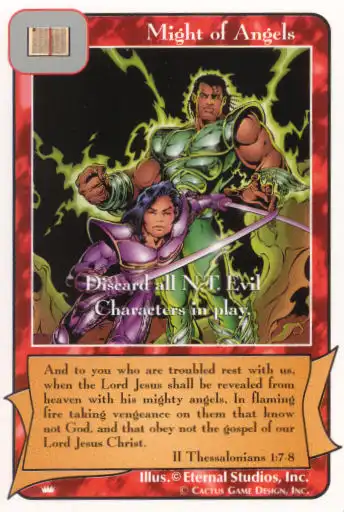 Might of Angels
Discard all N.T. Evil
Characters in play.
And to you who are troubled rest with us,
when the Lord Jesus shall be revealed from
heaven with his mighty angels. In flaming
fire taking vengeance on them that know
not God, and that obey not the gospel of our
Lord Jesus Christ.
II Thessalonians 1:7-8
Illus. © Eternal Studios, Inc.
© Cactus Game Design, Inc.